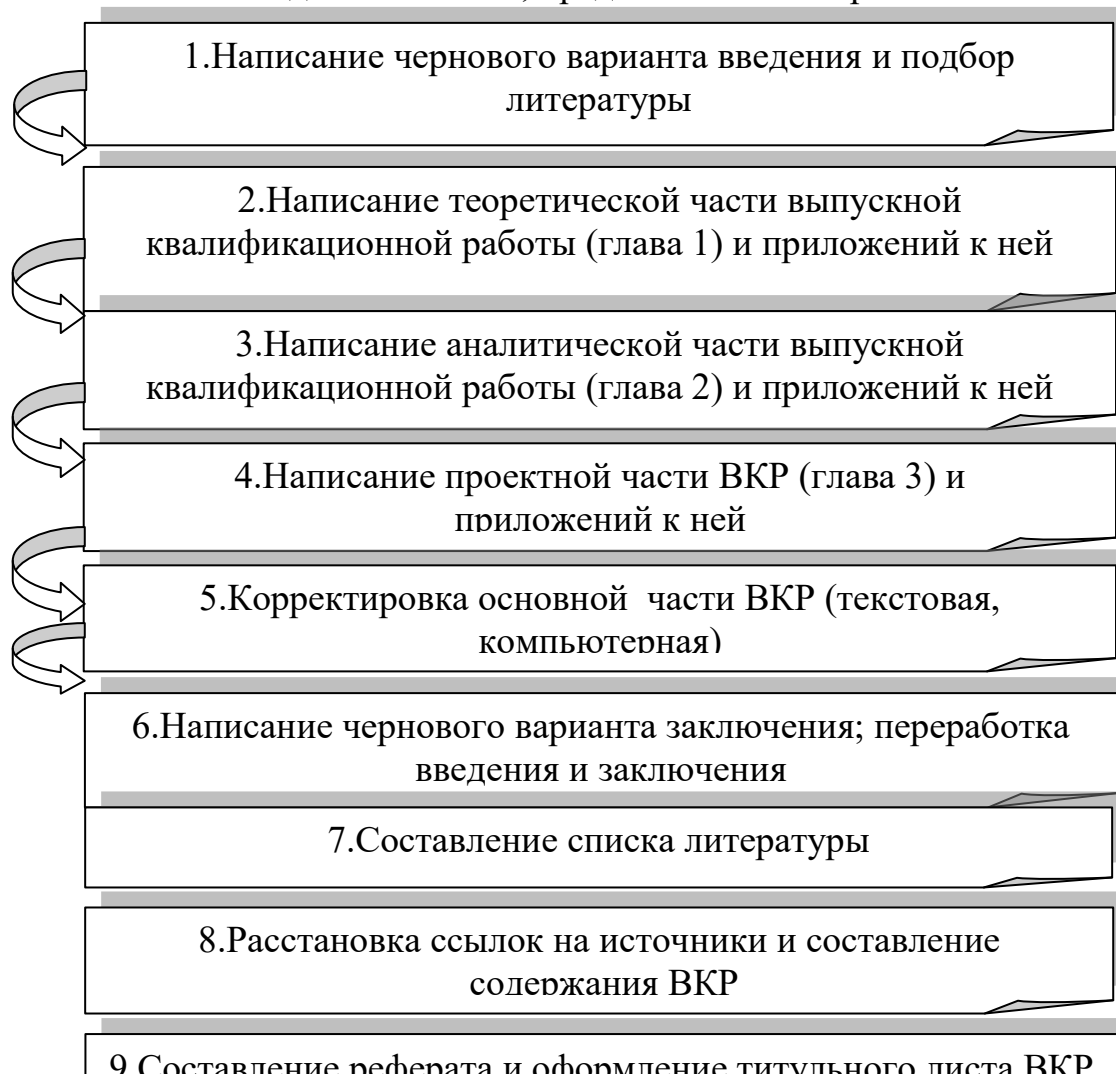 1.Написание чернового варианта введения и подбор
литературы
2.Написание теоретической части выпускной
квалификационной работы (глава 1) и приложений к ней
3.Написание аналитической части выпускной
квалификационной работы (глава 2) и приложений к ней
4.Написание проектной части ВКР (глава 3) и
приложений к ней
5.Корректировка основной  части ВКР (текстовая,
компьютерная)
6.Написание чернового варианта заключения; переработка
введения и заключения
7.Составление списка литературы
8.Расстановка ссылок на источники и составление
содержания ВКР
9.Составление реферата и оформление титульного листа ВКР